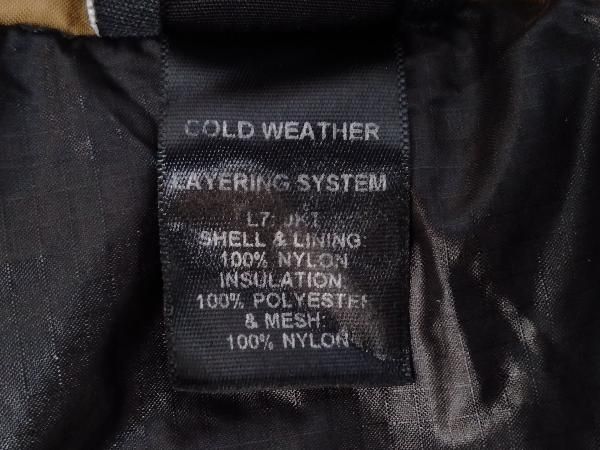 COLD WEATHER
LAYERING SYSTEM
L7: JKT
SHELL & LINING:
100% NYLON
INSULATION:
100% POLYESTER
& MESH:
100% NYLON